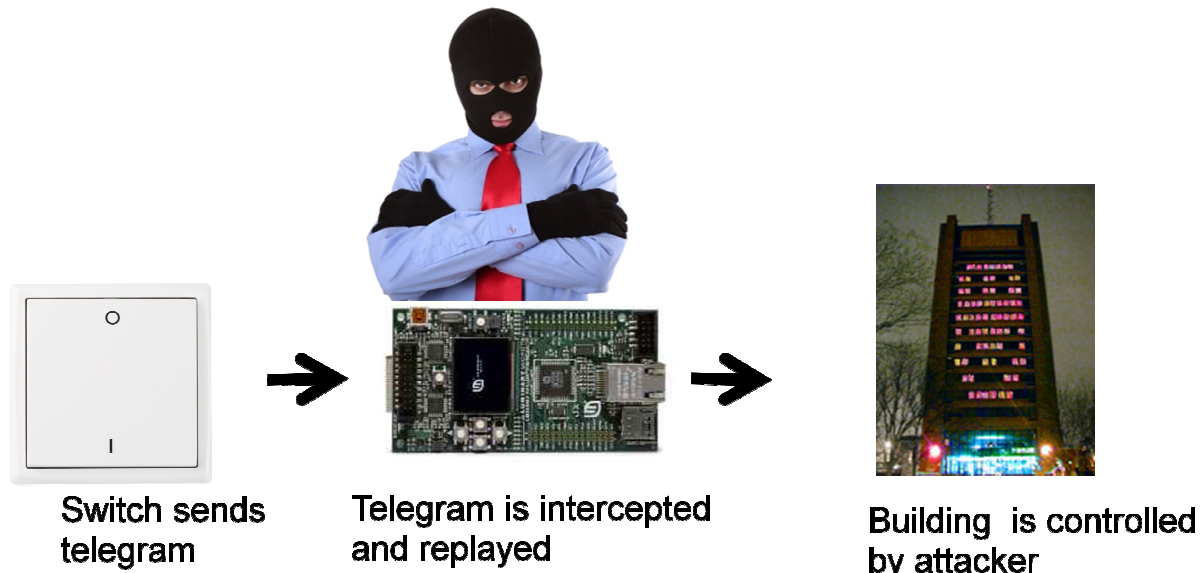 Switch sends
telegram
Telegram is intercepted
and replayed
Building is controlled
by attacker